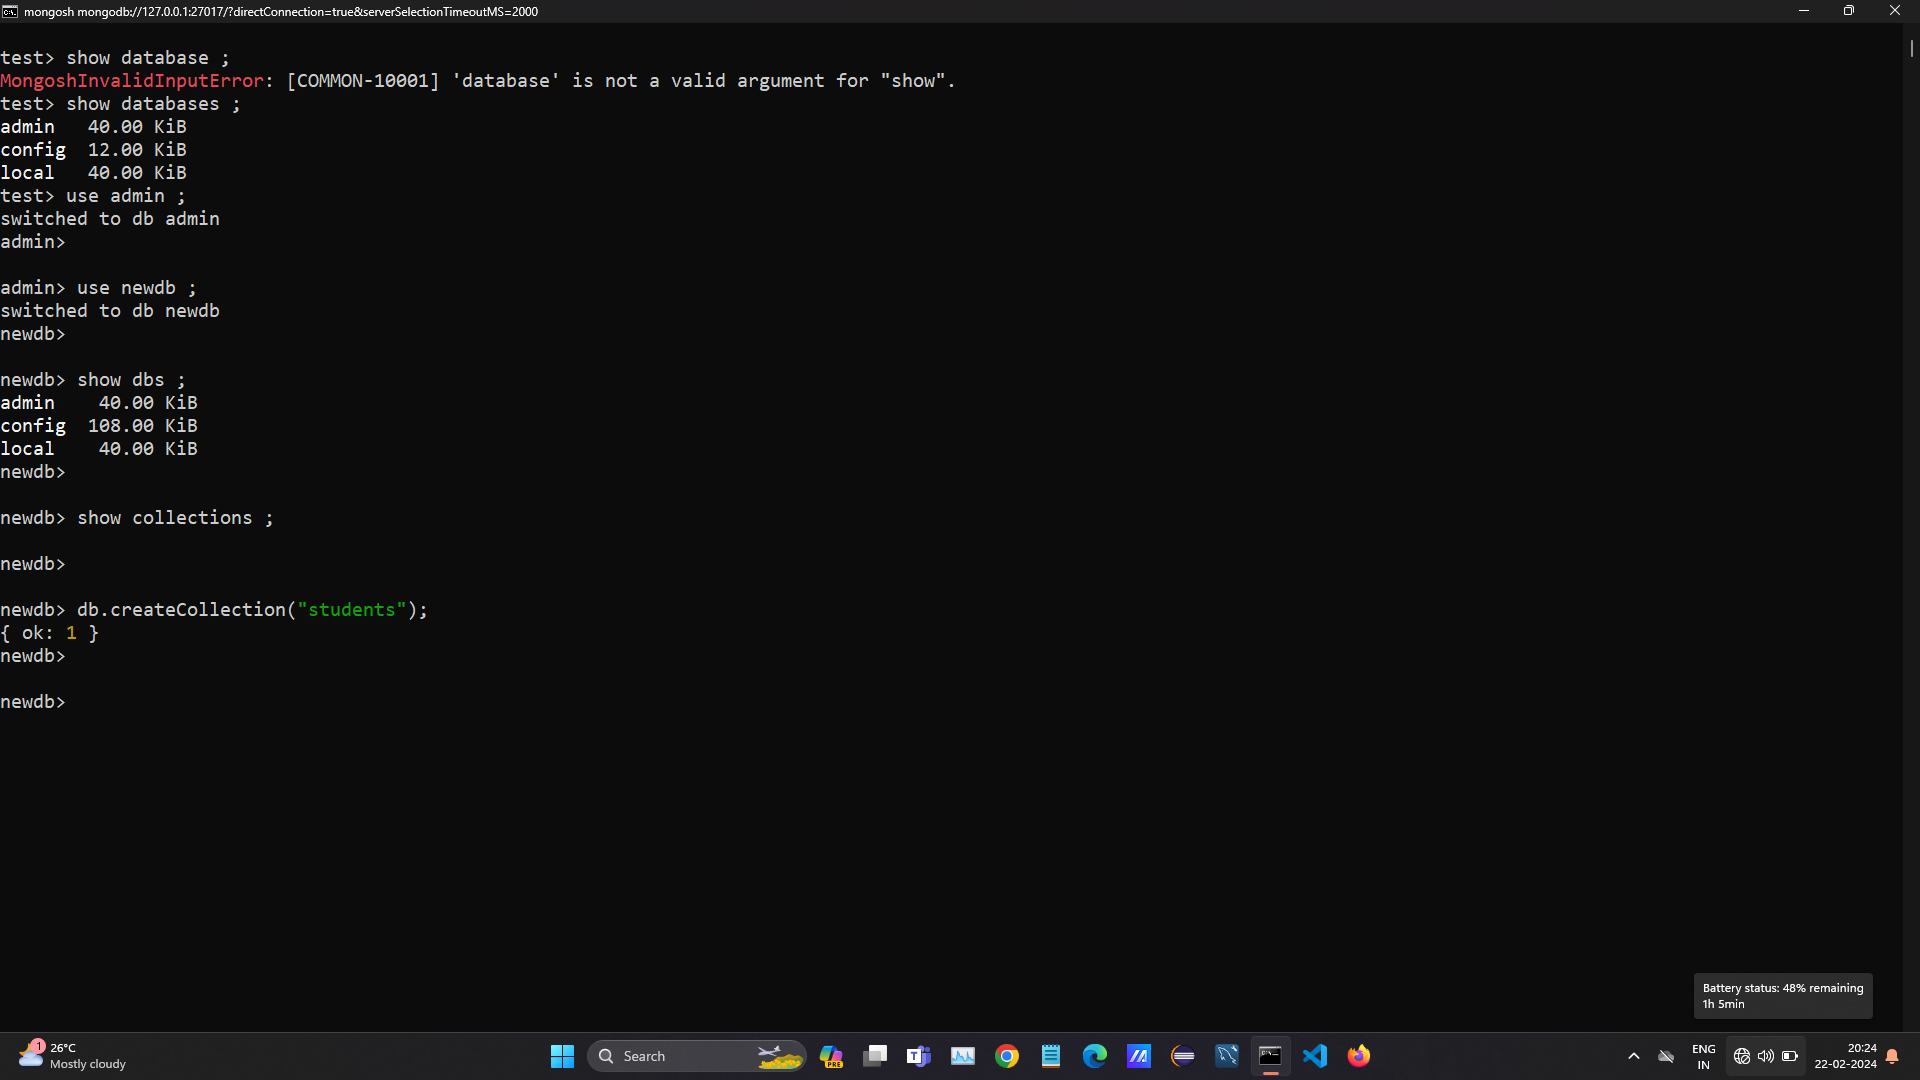 mongosh mongodb://127.0.0.1:27017/?directConnection=true&serverSelectionTimeoutMS=2000
test> show database ;
MongoshInvalidInputError: [COMMON-10001] 'database' is not a valid argument for "show".
test> show databases ;
admin   40.00 KiB
config  12.00 KiB
local   40.00 KiB
test> use admin ;
switched to db admin
admin>
admin> use newdb ;
switched to db newdb
newdb>
newdb> show dbs ;
admin    40.00 KiB
config  108.00 KiB
local    40.00 KiB
newdb>
newdb> show collections ;
newdb>
newdb> db.createCollection("students");
{ ok: 1 }
newdb>
newdb>
Battery status: 48% remaining
1h 5min
1
26°C
Mostly cloudy
Search
PRE
ENG
IN
20:24
22-02-2024